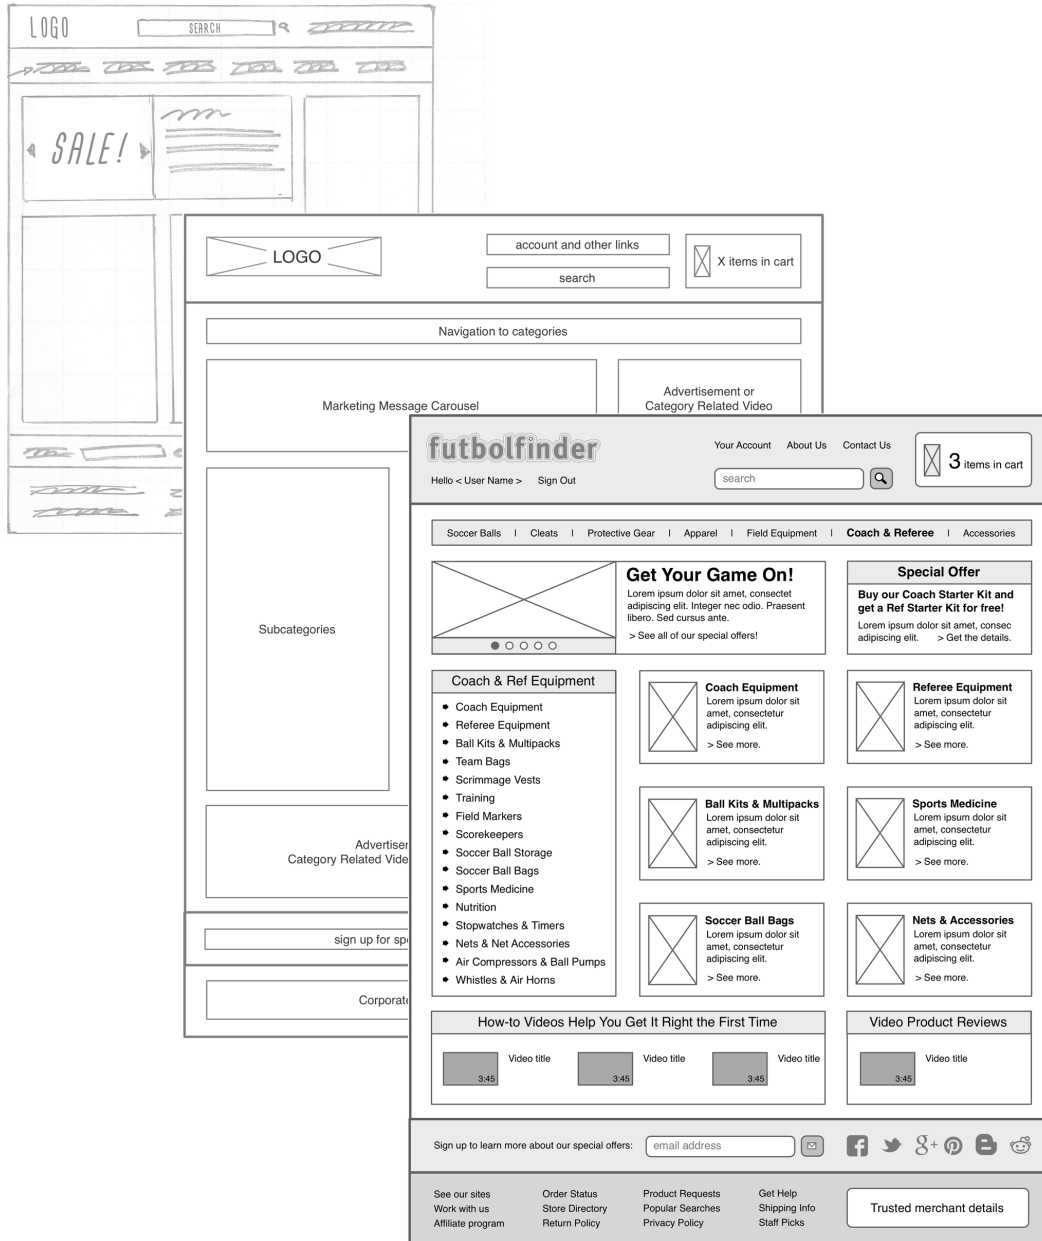 LOGO
SEARCH
SALE!
LOGO
account and other links
search
X items in cart
Navigation to categories
Marketing Message Carousel
Advertisement or
Category Related Video
Subcategories
Category Related
sign up for
futbolfinder
Hello < User Name > Sign Out
Your Account About Us Contact Us
search
3 items in cart
Soccer Balls | Cleats | Protective Gear | Apparel | Field Equipment | Coach & Referee | Accessories
Get Your Game On!
Lorem ipsum dolor sit amet, consectet
adipiscing elit. Integer nec odio. Praesent
libero. Sed cursus ante.
> See all of our special offers!
Special Offer
Buy our Coach Starter Kit and
get a Ref Starter Kit for free!
Lorem ipsum dolor sit amet, consec
adipiscing elit. > Get the details.
Coach & Ref Equipment
Coach Equipment
Referee Equipment
Ball Kits & Multipacks
Team Bags
Scrimmage Vests
Training
Field Markers
Scorekeepers
Soccer Ball Storage
Soccer Ball Bags
Sports Medicine
Nutrition
Stopwatches & Timers
Nets & Net Accessories
Air Compressors & Ball Pumps
Whistles & Air Horns
Coach Equipment
Lorem ipsum dolor sit
amet, consectetur
adipiscing elit.
> See more.
Referee Equipment
Lorem ipsum dolor sit
amet, consectetur
adipiscing elit.
> See more.
Ball Kits & Multipacks
Lorem ipsum dolor sit
amet, consectetur
adipiscing elit.
> See more.
Sports Medicine
Lorem ipsum dolor sit
amet, consectetur
adipiscing elit.
> See more.
Soccer Ball Bags
Lorem ipsum dolor sit
amet, consectetur
adipiscing elit.
> See more.
Nets & Accessories
Lorem ipsum dolor sit
amet, consectetur
adipiscing elit.
> See more.
How-to Videos Help You Get It Right the First Time
3:45 Video title
3:45 Video title
3:45 Video title
Video Product Reviews
3:45 Video title
Sign up to learn more about our special offers:
email address
g+
See our sites
Work with us
Affiliate program
Order Status
Store Directory
Return Policy
Product Requests
Popular Searches
Privacy Policy
Get Help
Shipping Info
Staff Picks
Trusted merchant details